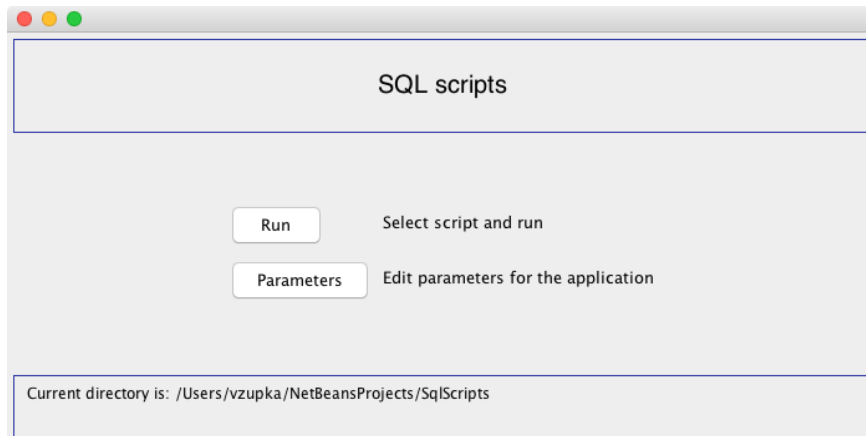 SQL scripts
Run Select script and run
Parameters Edit parameters for the application
Current directory is: /Users/vzupka/NetBeansProjects/SqlScripts